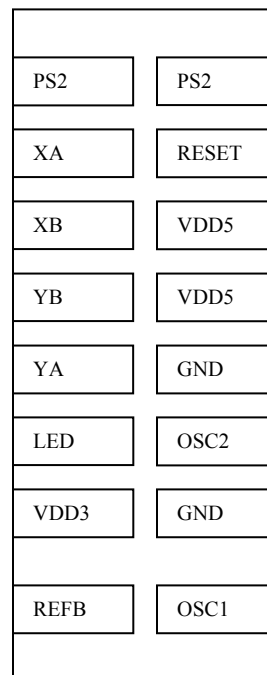 PS2 PS2
XA RESET
XB VDD5
YB VDD5
YA GND
LED OSC2
VDD3 GND
REFB OSC1